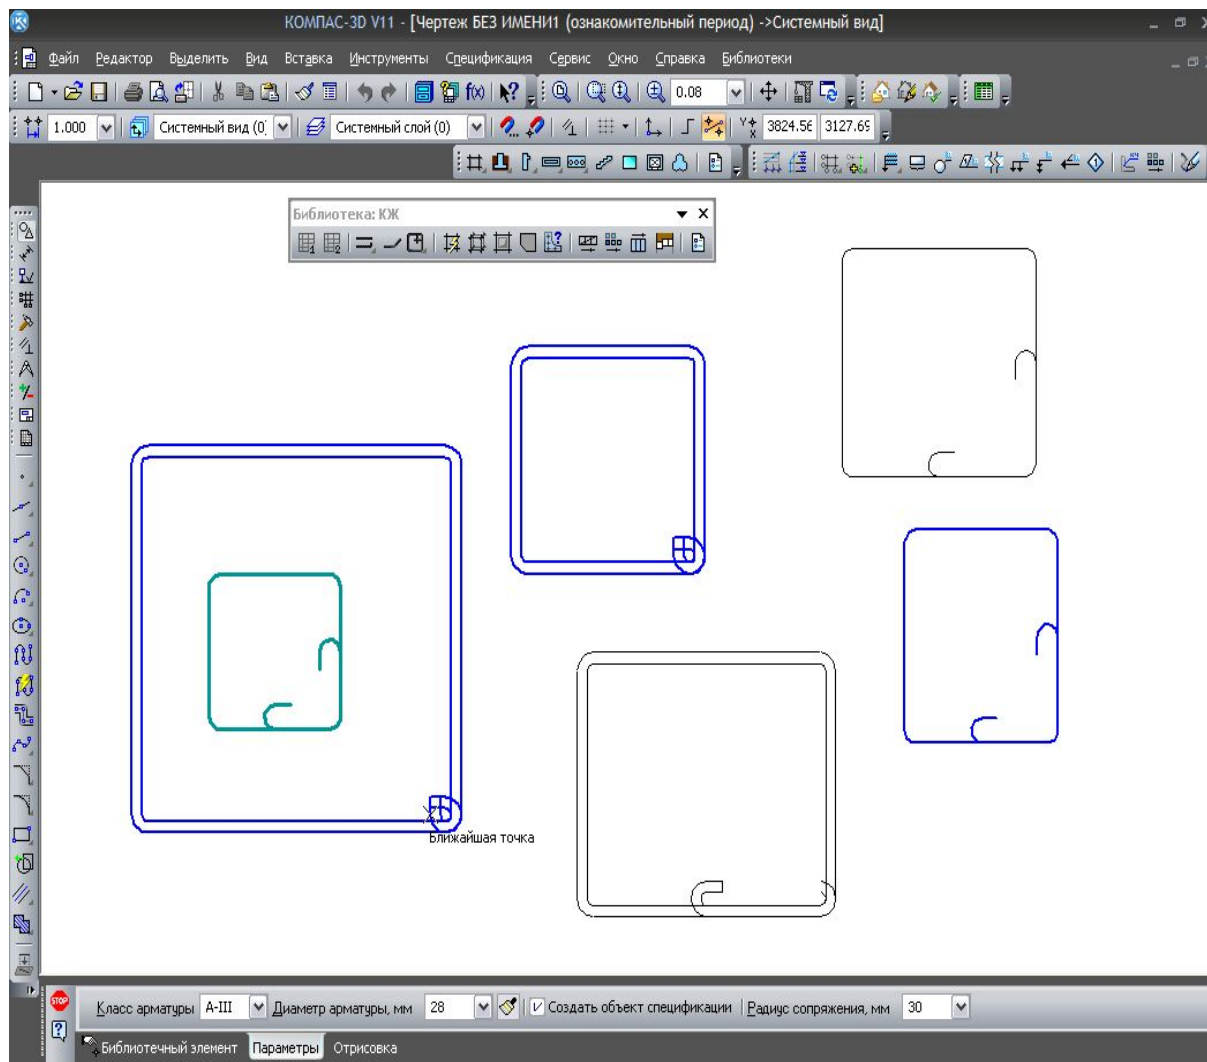 КОМПАС-3D V11 - [Чертеж БЕЗ ИМЕНИ1 (ознакомительный период) ->Системный вид]
Файл Редактор Выделить Вид Вставка Инструменты Спецификация Сервис Окно Справка Библиотеки
f(x) 0.08
1.000 Системный вид (0) Системный слой (0) 3824.56 3127.69
Библиотека: КЖ
Ближайшая точка
STOP
Класс арматуры A-III Диаметр арматуры, мм 28 Создать объект спецификации Радиус сопряжения, мм 30
Библиотечный элемент Параметры Отрисовка